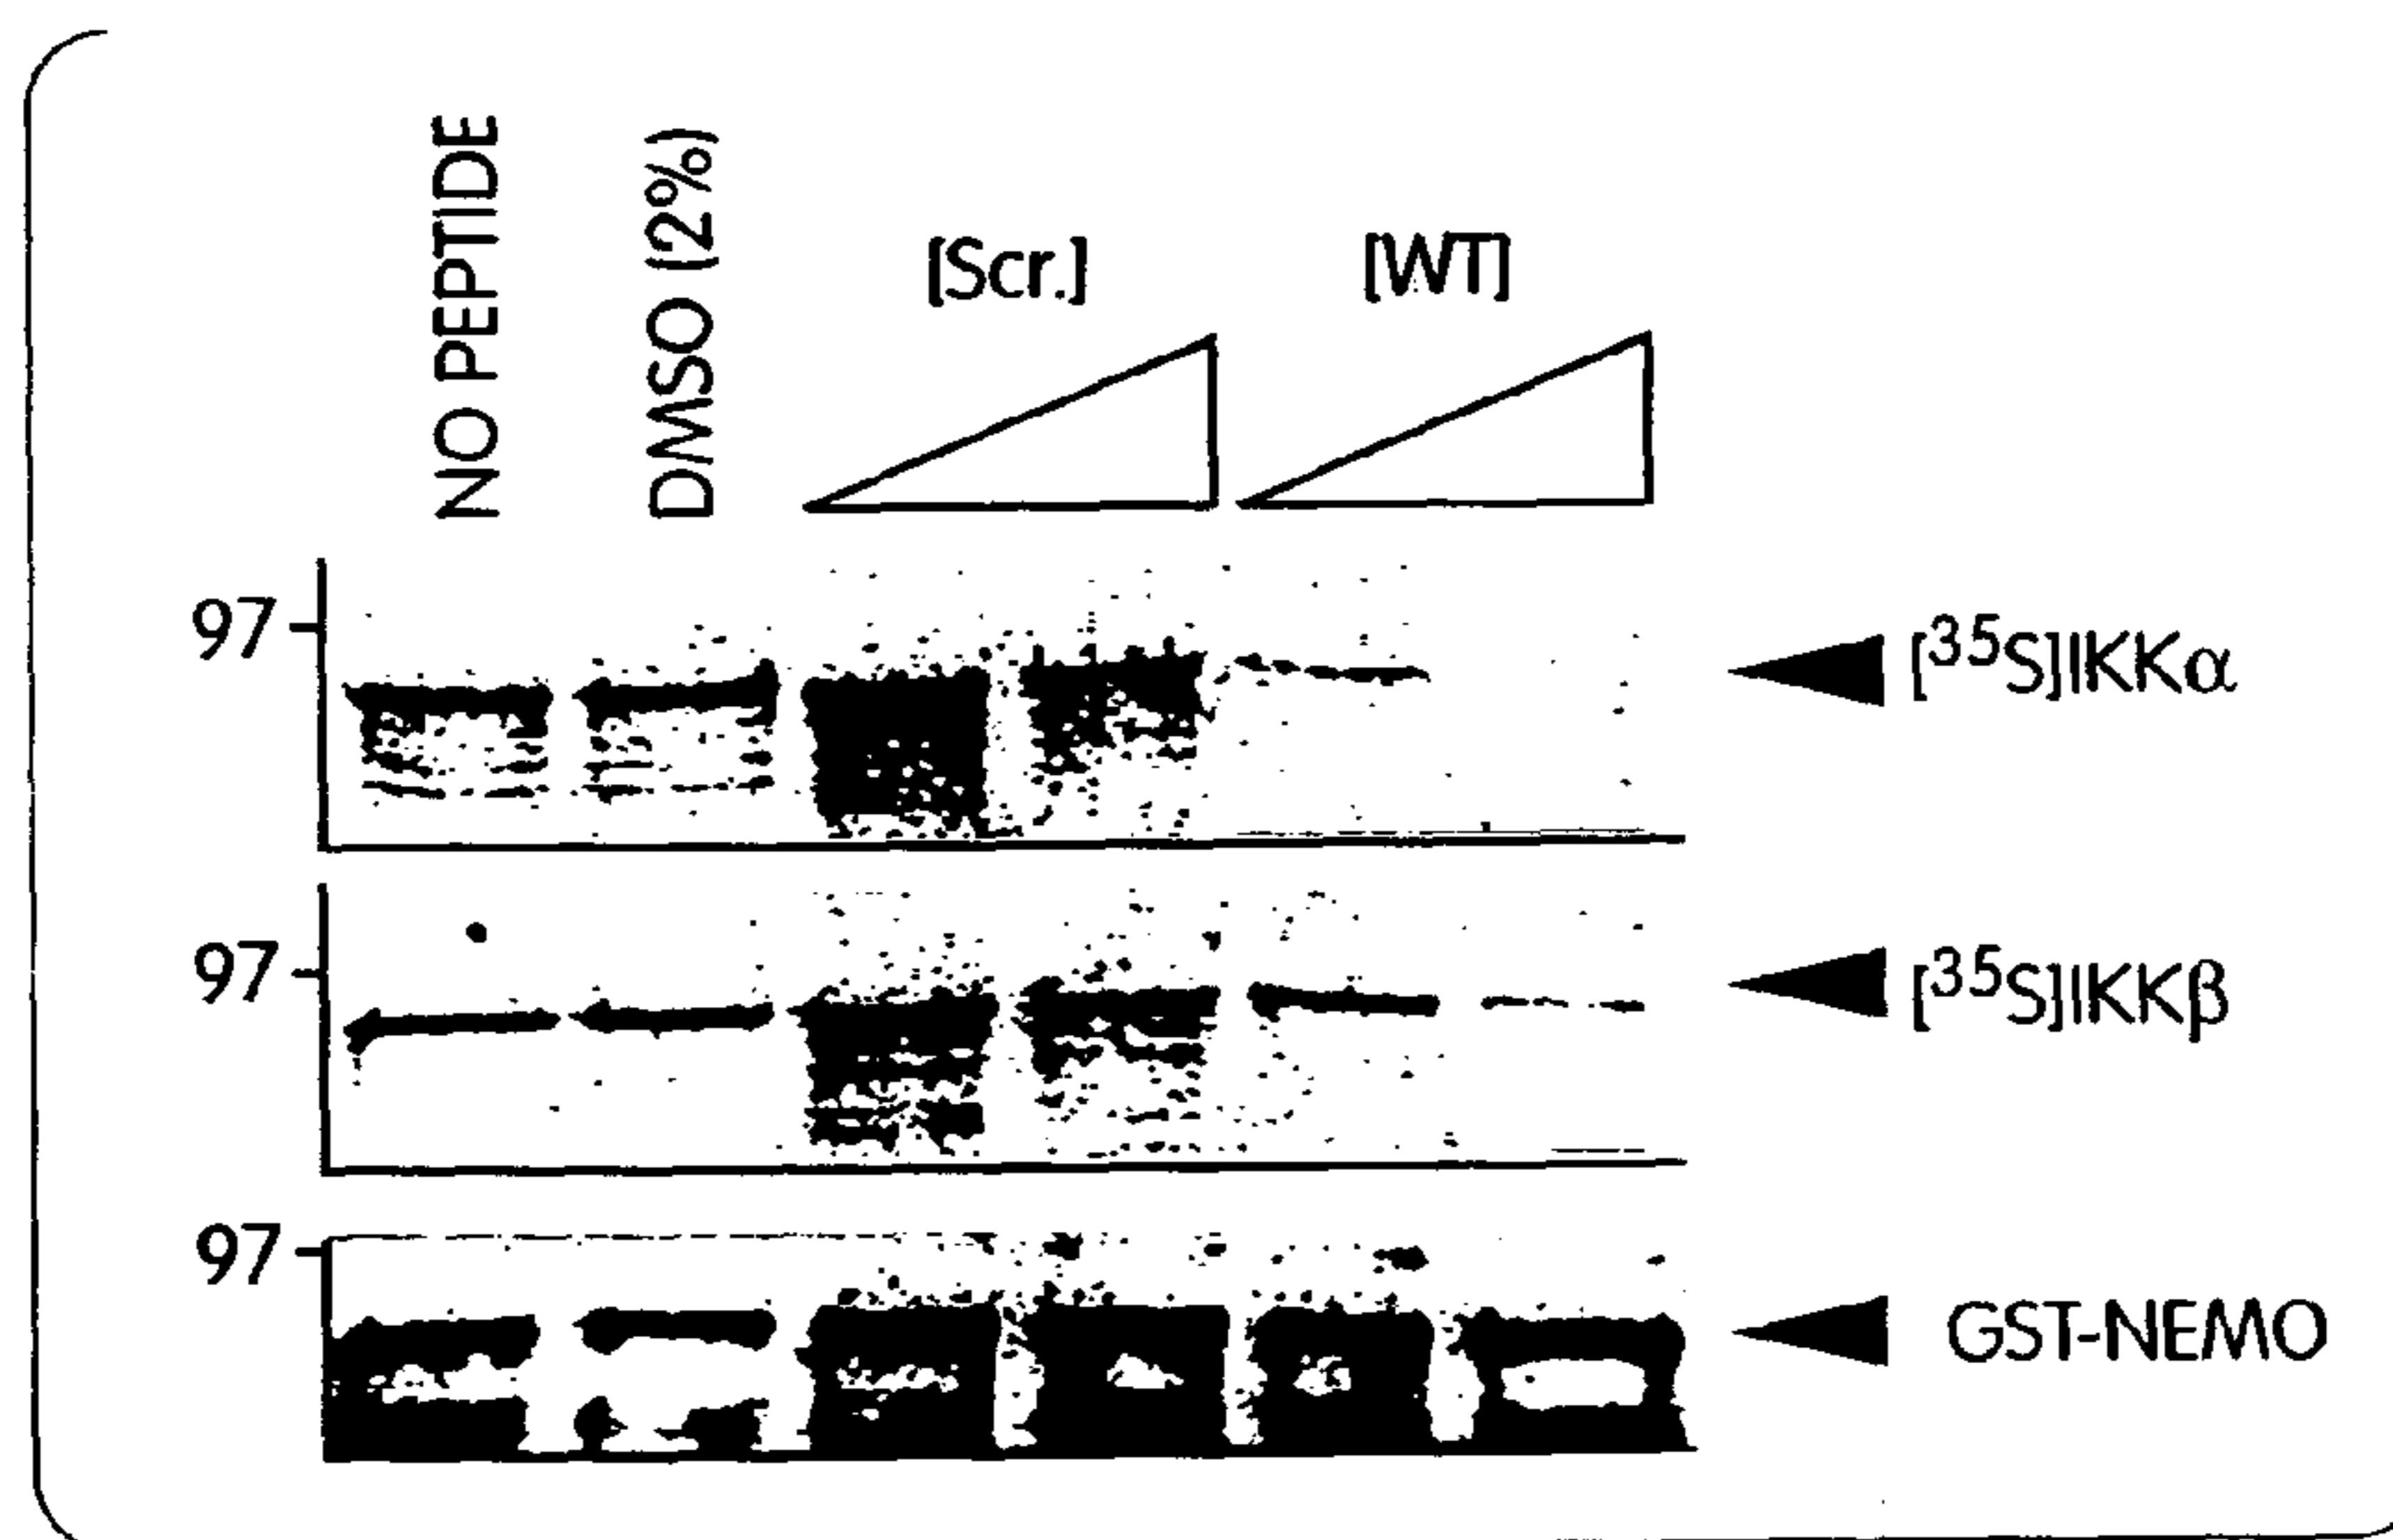 NO PEPTIDE
DMSO (2%)
[Scr.]
[WT]
97
[³⁵S]IKKα
97
[³⁵S]IKKβ
97
GST-NEMO